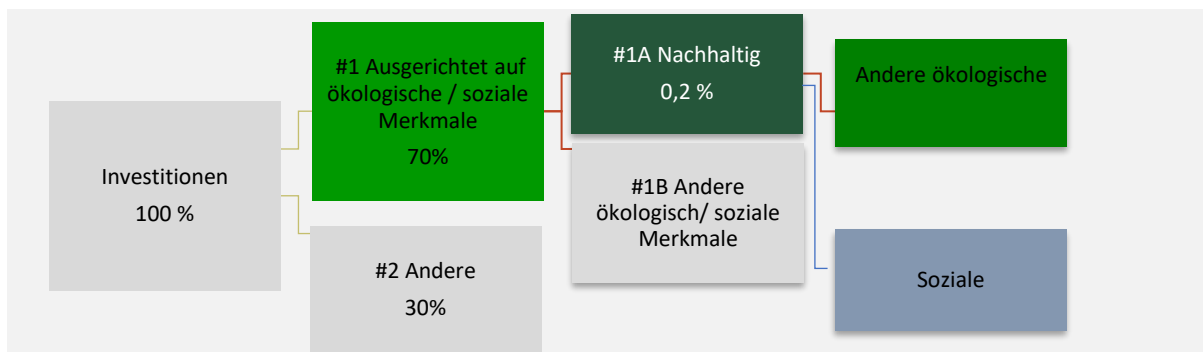 Investitionen
100 %
#1 Ausgerichtet auf
ökologische / soziale
Merkmale
70%
#2 Andere
30%
#1A Nachhaltig
0,2 %
#1B Andere
ökologisch/ soziale
Merkmale
Andere ökologische
Soziale